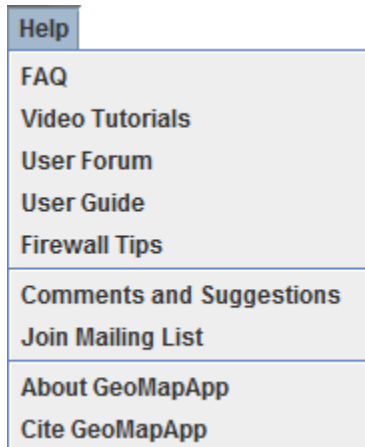 Help
FAQ
Video Tutorials
User Forum
User Guide
Firewall Tips
Comments and Suggestions
Join Mailing List
About GeoMapApp
Cite GeoMapApp